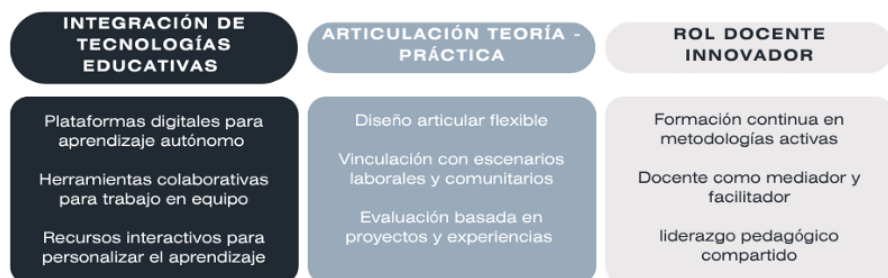 INTEGRACIÓN DE
TECNOLOGÍAS
EDUCATIVAS
Plataformas digitales para
aprendizaje autónomo
Herramientas colaborativas
para trabajo en equipo
Recursos interactivos para
personalizar el aprendizaje
ARTICULACIÓN TEORÍA -
PRÁCTICA
Diseño articular flexible
Vinculación con escenarios
laborales y comunitarios
Evaluación basada en
proyectos y experiencias
ROL DOCENTE
INNOVADOR
Formación continua en
metodologías activas
Docente como mediador y
facilitador
liderazgo pedagógico
compartido